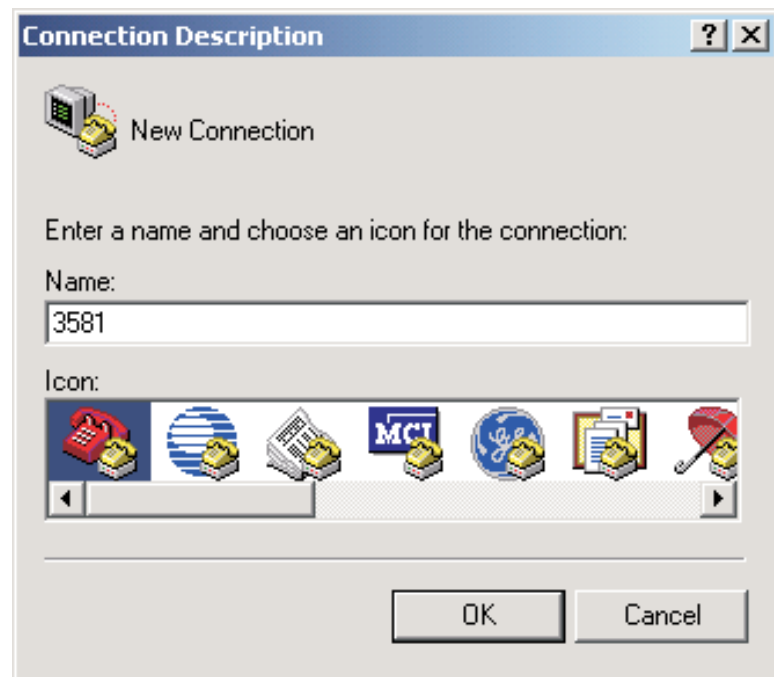 Connection Description
New Connection
Enter a name and choose an icon for the connection:
Name:
3581
Icon:
MCI
OK Cancel